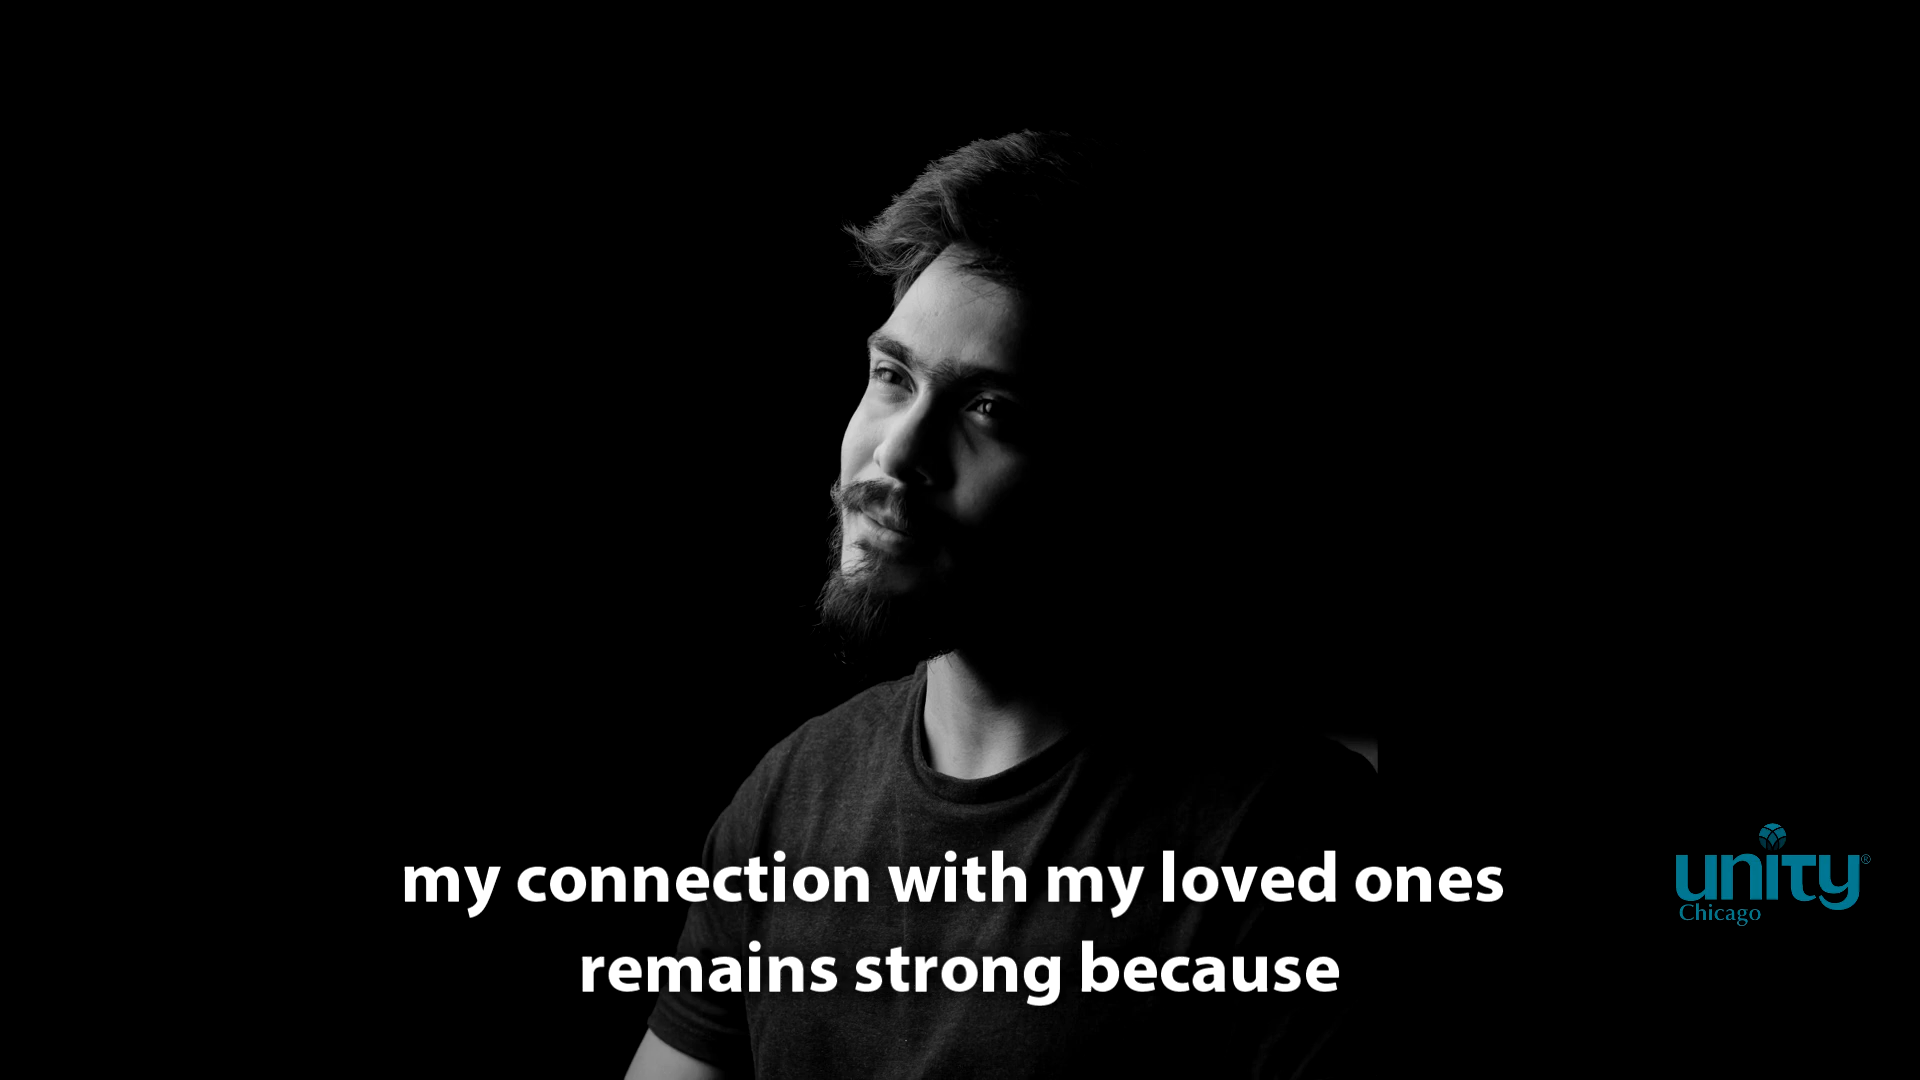 my connection with my loved ones
remains strong because
unity®
Chicago